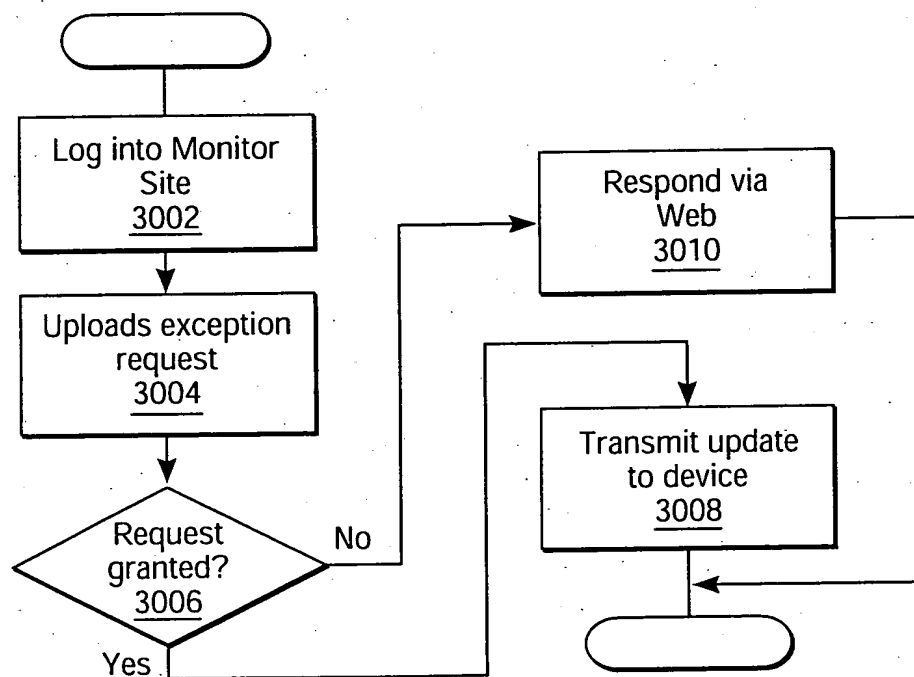 Log into Monitor
Site
3002
Uploads exception
request
3004
Request
granted?
3006
No
Yes
Respond via
Web
3010
Transmit update
to device
3008